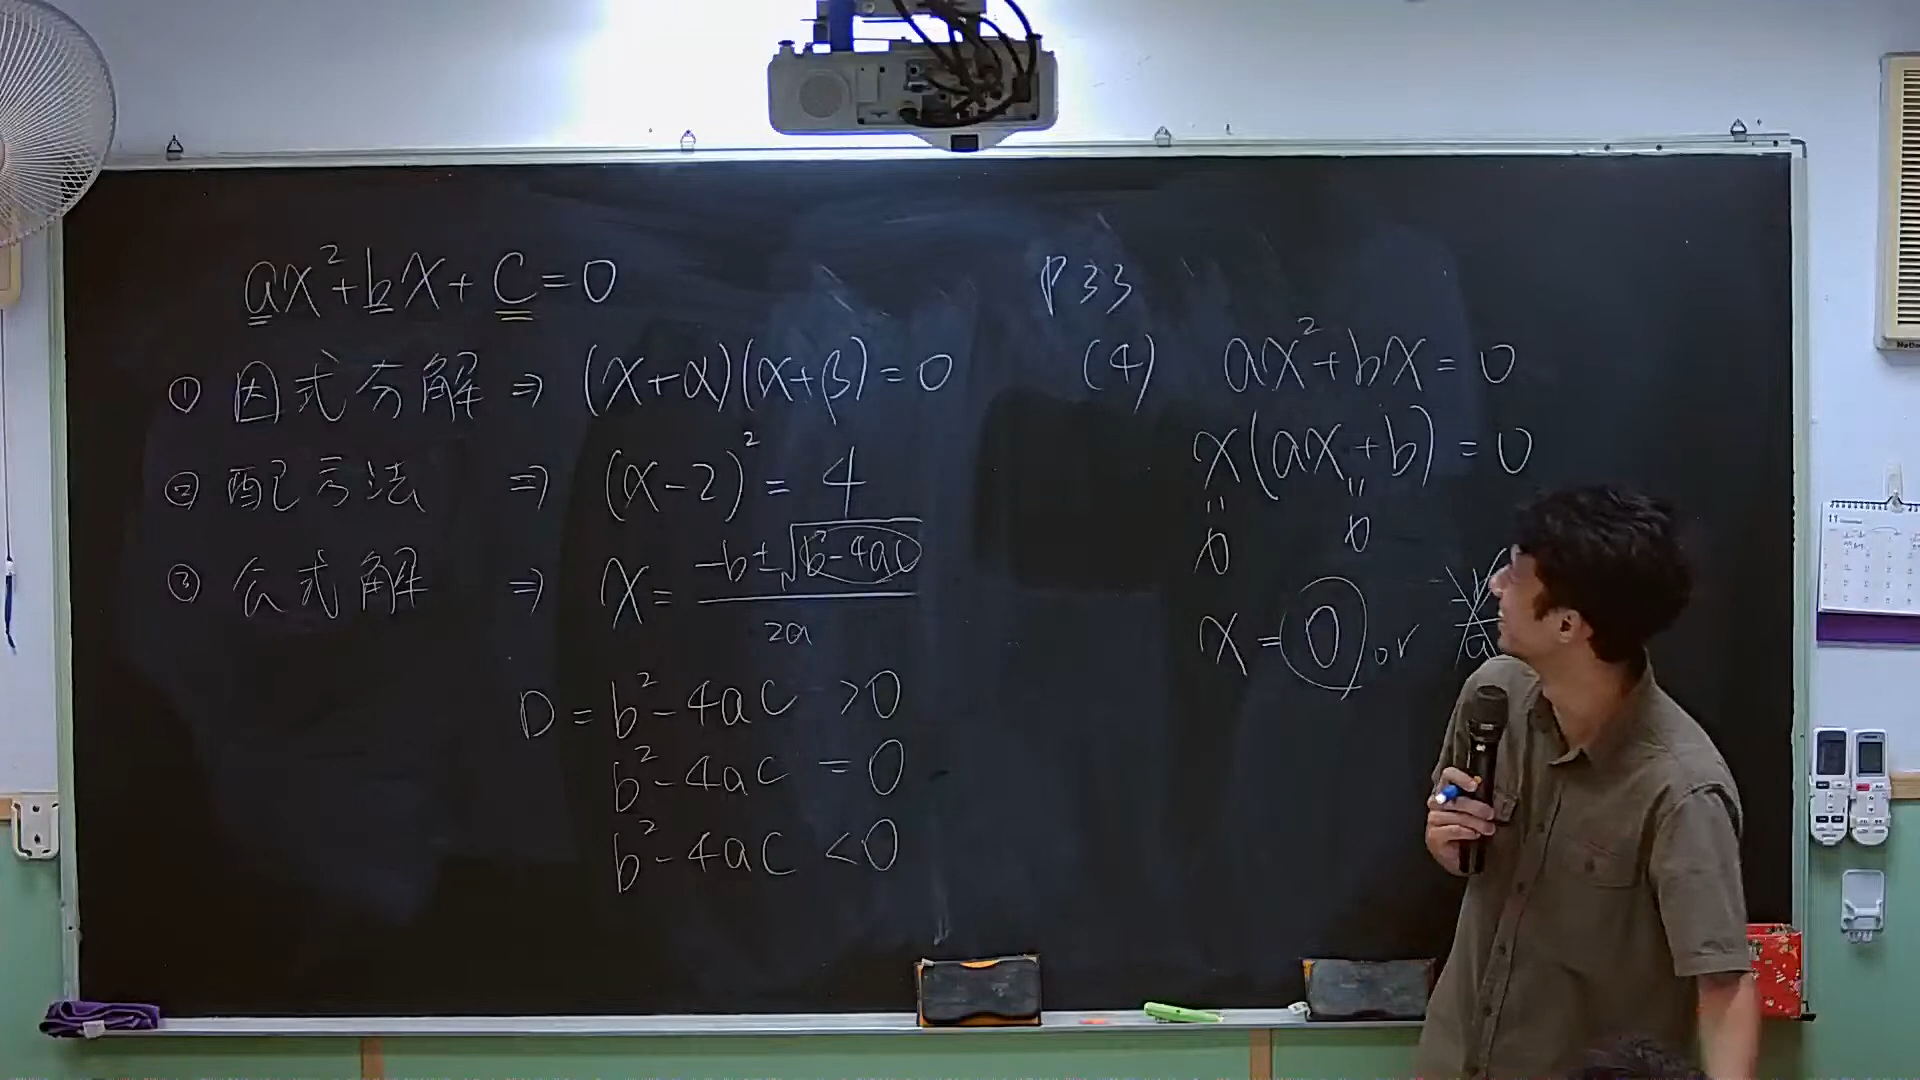 ax²+bx+c=0
① 因式分解 ⇒ (x+α)(x+β)=0
② 配方法 ⇒ (x-2)²=4
③ 公式解 ⇒ x=(-b±√(b²-4ac))/2a
D=b²-4ac>0
b²-4ac=0
b²-4ac<0
P33
(4) ax²+bx=0
x(ax+b)=0
" "
0 0
x=0 or
a
11